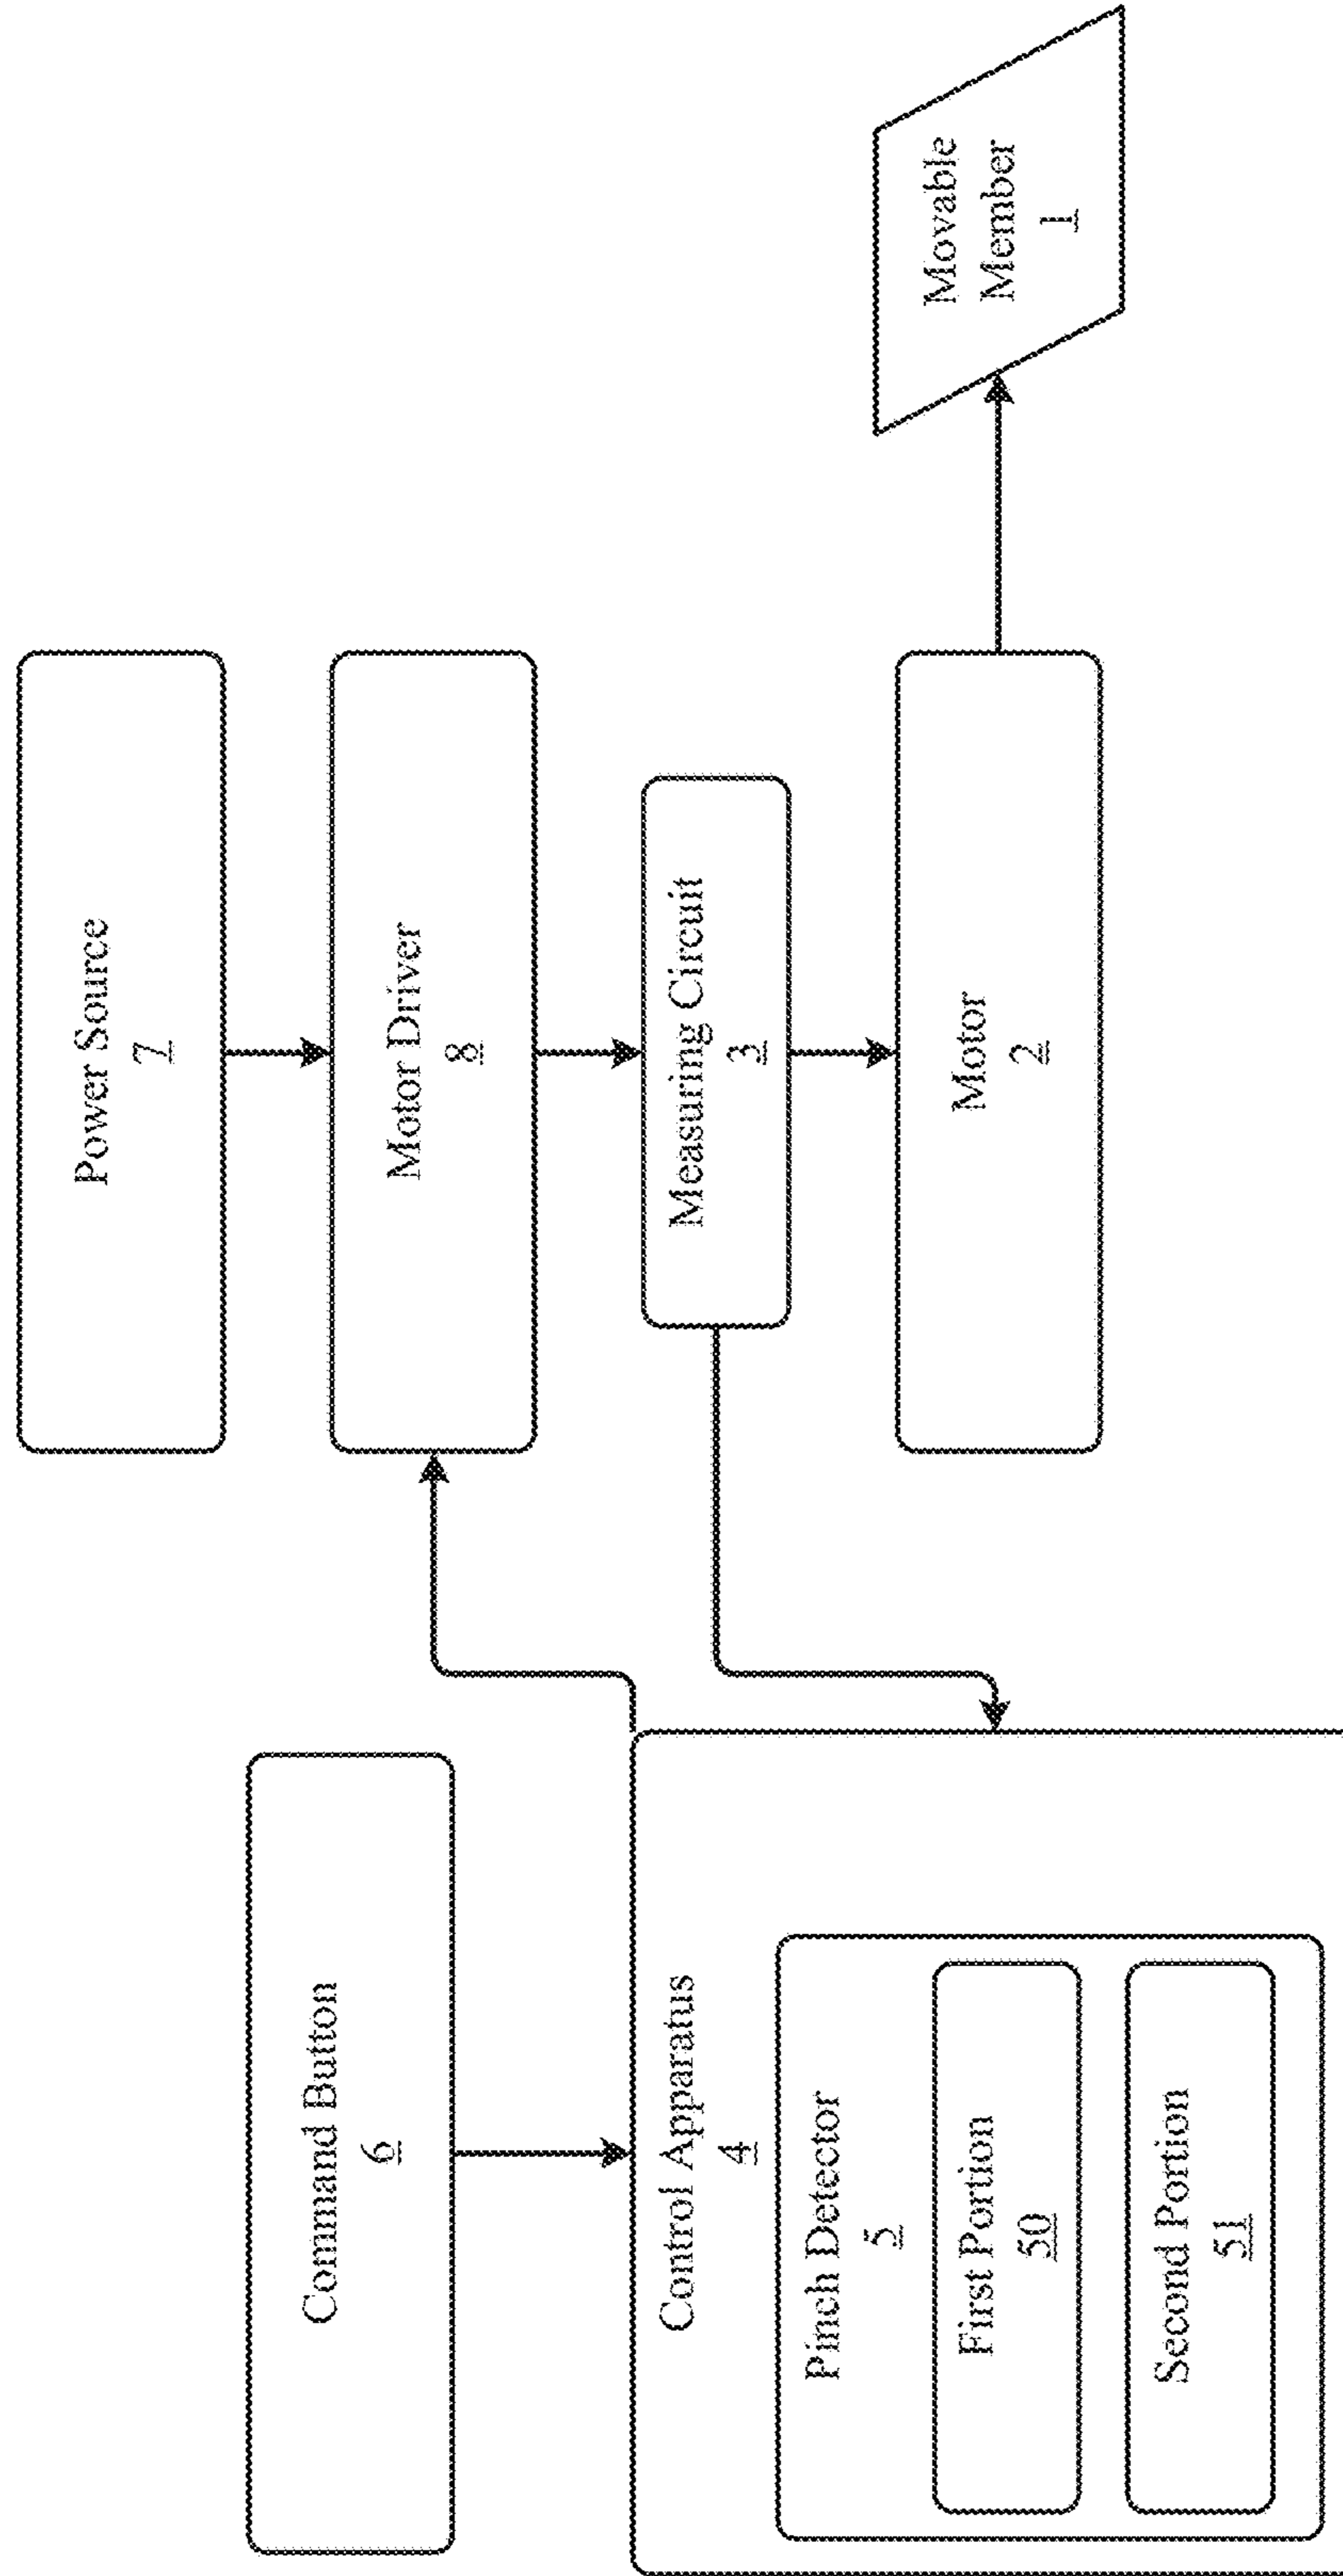 Command Button
6
Control Apparatus
4
Pinch Detector
5
First Portion
50
Second Portion
51
Power Source
7
Motor Driver
8
Measuring Circuit
3
Motor
2
Movable
Member
1